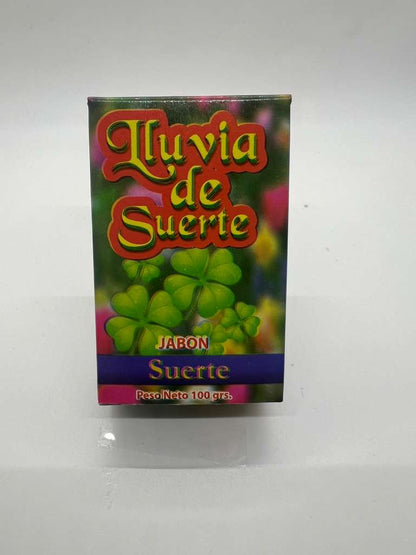 Lluvia
de
Suerte
JABON
Suerte
Peso Neto 100 grs.